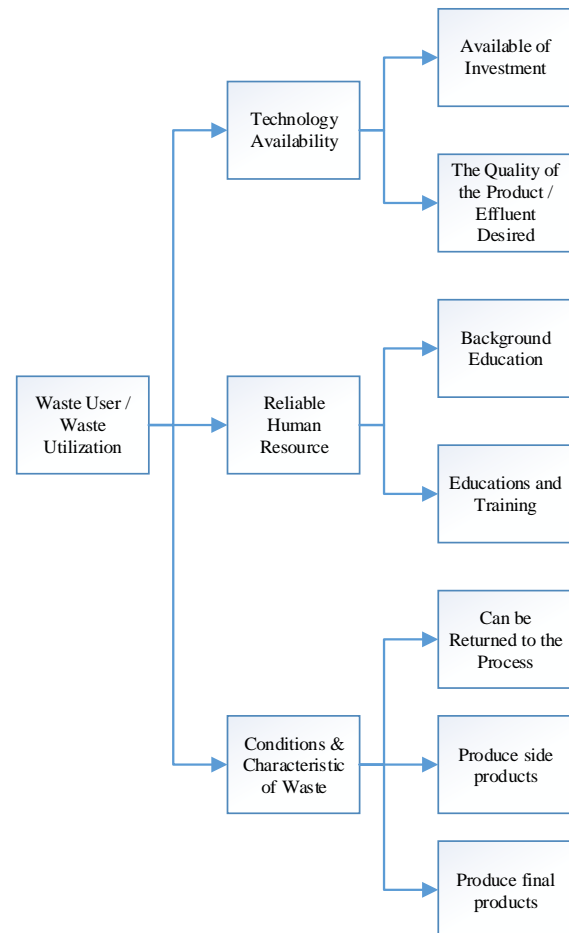 Available of
Investment
Technology
Availability
The Quality of
the Product /
Effluent
Desired
Background
Education
Waste User /
Waste
Utilization
Reliable
Human
Resource
Educations and
Training
Can be
Returned to the
Process
Conditions &
Characteristic
of Waste
Produce side
products
Produce final
products